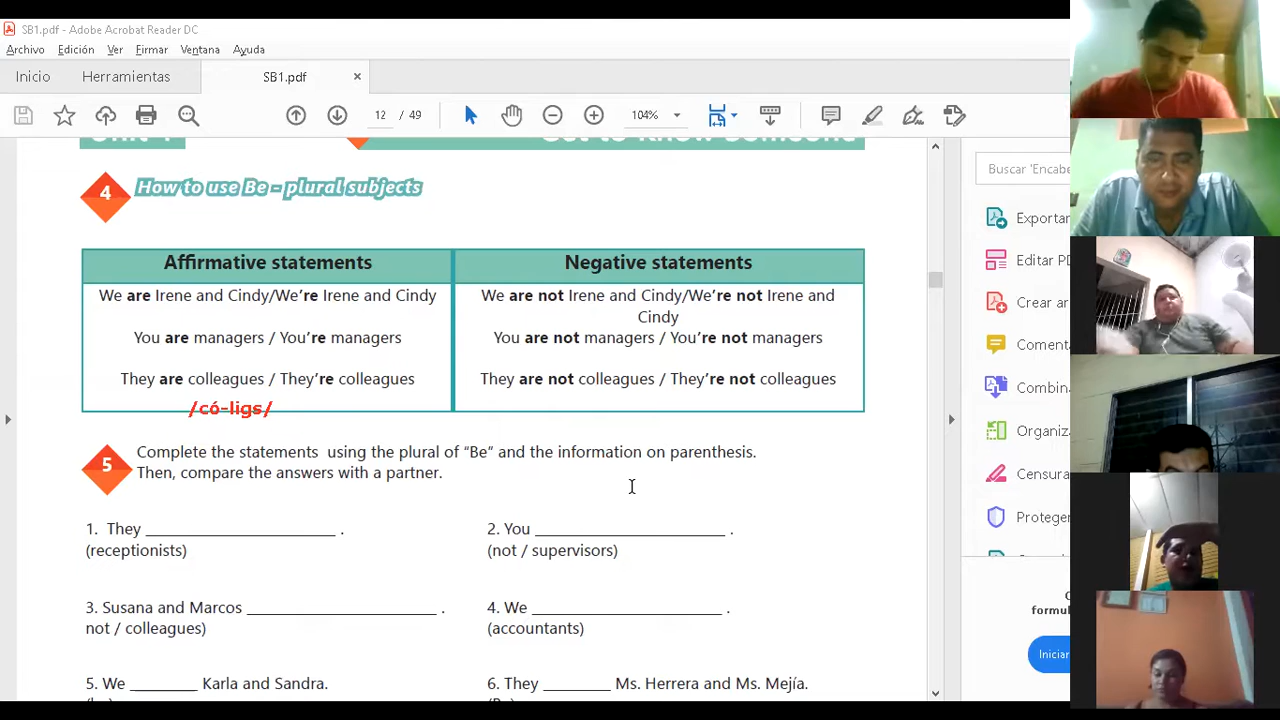 SB1.pdf - Adobe Acrobat Reader DC
Archivo Edición Ver Firmar Ventana Ayuda
Inicio Herramientas SB1.pdf ×
12 / 49 104%
4 How to use Be - plural subjects
Buscar 'Encabe
Affirmative statements Negative statements
We are Irene and Cindy/We're Irene and Cindy
We are not Irene and Cindy/We're not Irene and
Cindy
You are managers / You're managers
You are not managers / You're not managers
They are colleagues / They're colleagues
They are not colleagues / They're not colleagues
/có-ligs/
5 Complete the statements using the plural of "Be" and the information on parenthesis.
Then, compare the answers with a partner.
1. They ____________________ .
(receptionists)
2. You ____________________ .
(not / supervisors)
3. Susana and Marcos ____________________ .
not / colleagues)
4. We ____________________ .
(accountants)
5. We ________ Karla and Sandra.
6. They ________ Ms. Herrera and Ms. Mejía.
Exportar
Editar PD
Crear ar
Comenta
Combin
Organiz
Censura
Proteger
formu
Iniciar